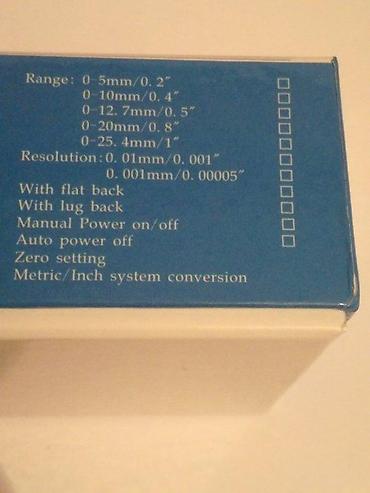 Range: 0-5mm/0.2″ □
0-10mm/0.4″ □
0-12.7mm/0.5″ □
0-20mm/0.8″ □
0-25.4mm/1″ □
Resolution: 0.01mm/0.001″ □
0.001mm/0.00005″ □
With flat back □
With lug back □
Manual Power on/off □
Auto power off □
Zero setting
Metric/Inch system conversion